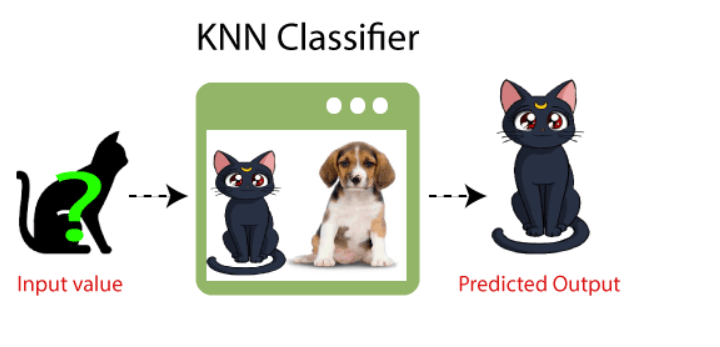 KNN Classifier
?
Input value
Predicted Output